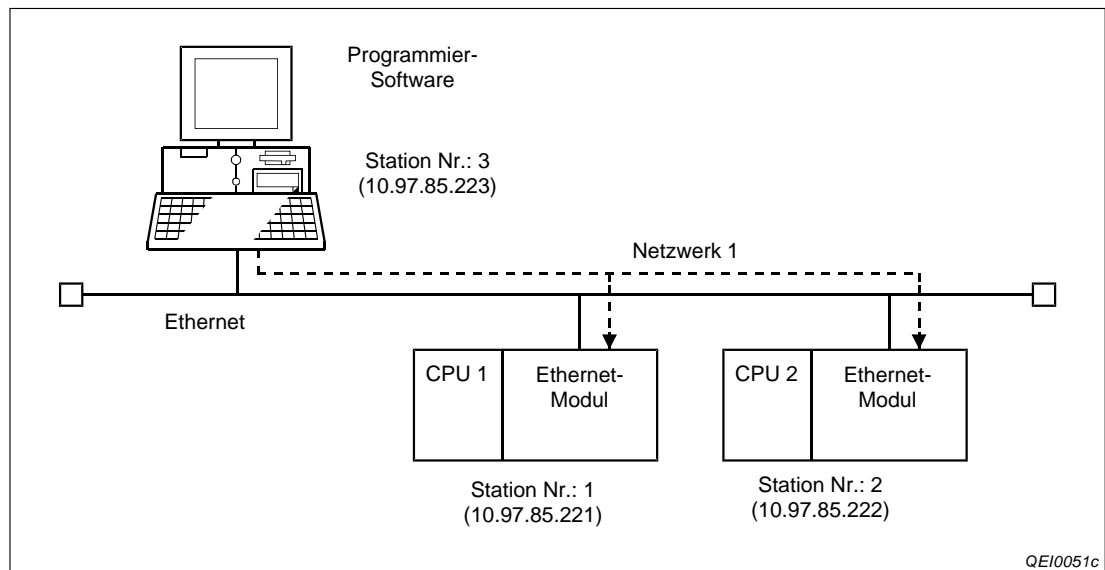 Programmier-
Software
Station Nr.: 3
(10.97.85.223)
Netzwerk 1
Ethernet
CPU 1
Ethernet-
Modul
CPU 2
Ethernet-
Modul
Station Nr.: 1
(10.97.85.221)
Station Nr.: 2
(10.97.85.222)
QEI0051c